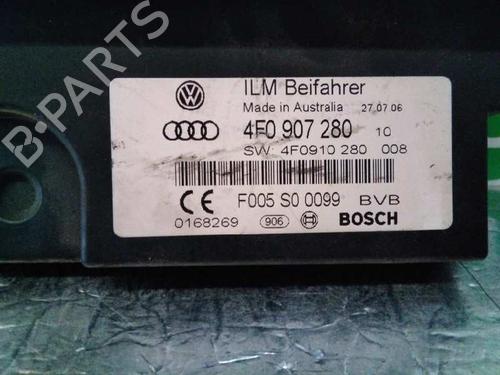 ILM Beifahrer
Made in Australia 27.07.06
4F0 907 280 10
SW: 4F0910 280 008
F005 S0 0099 BVB
CE
0168269 906 BOSCH
B-PARTS